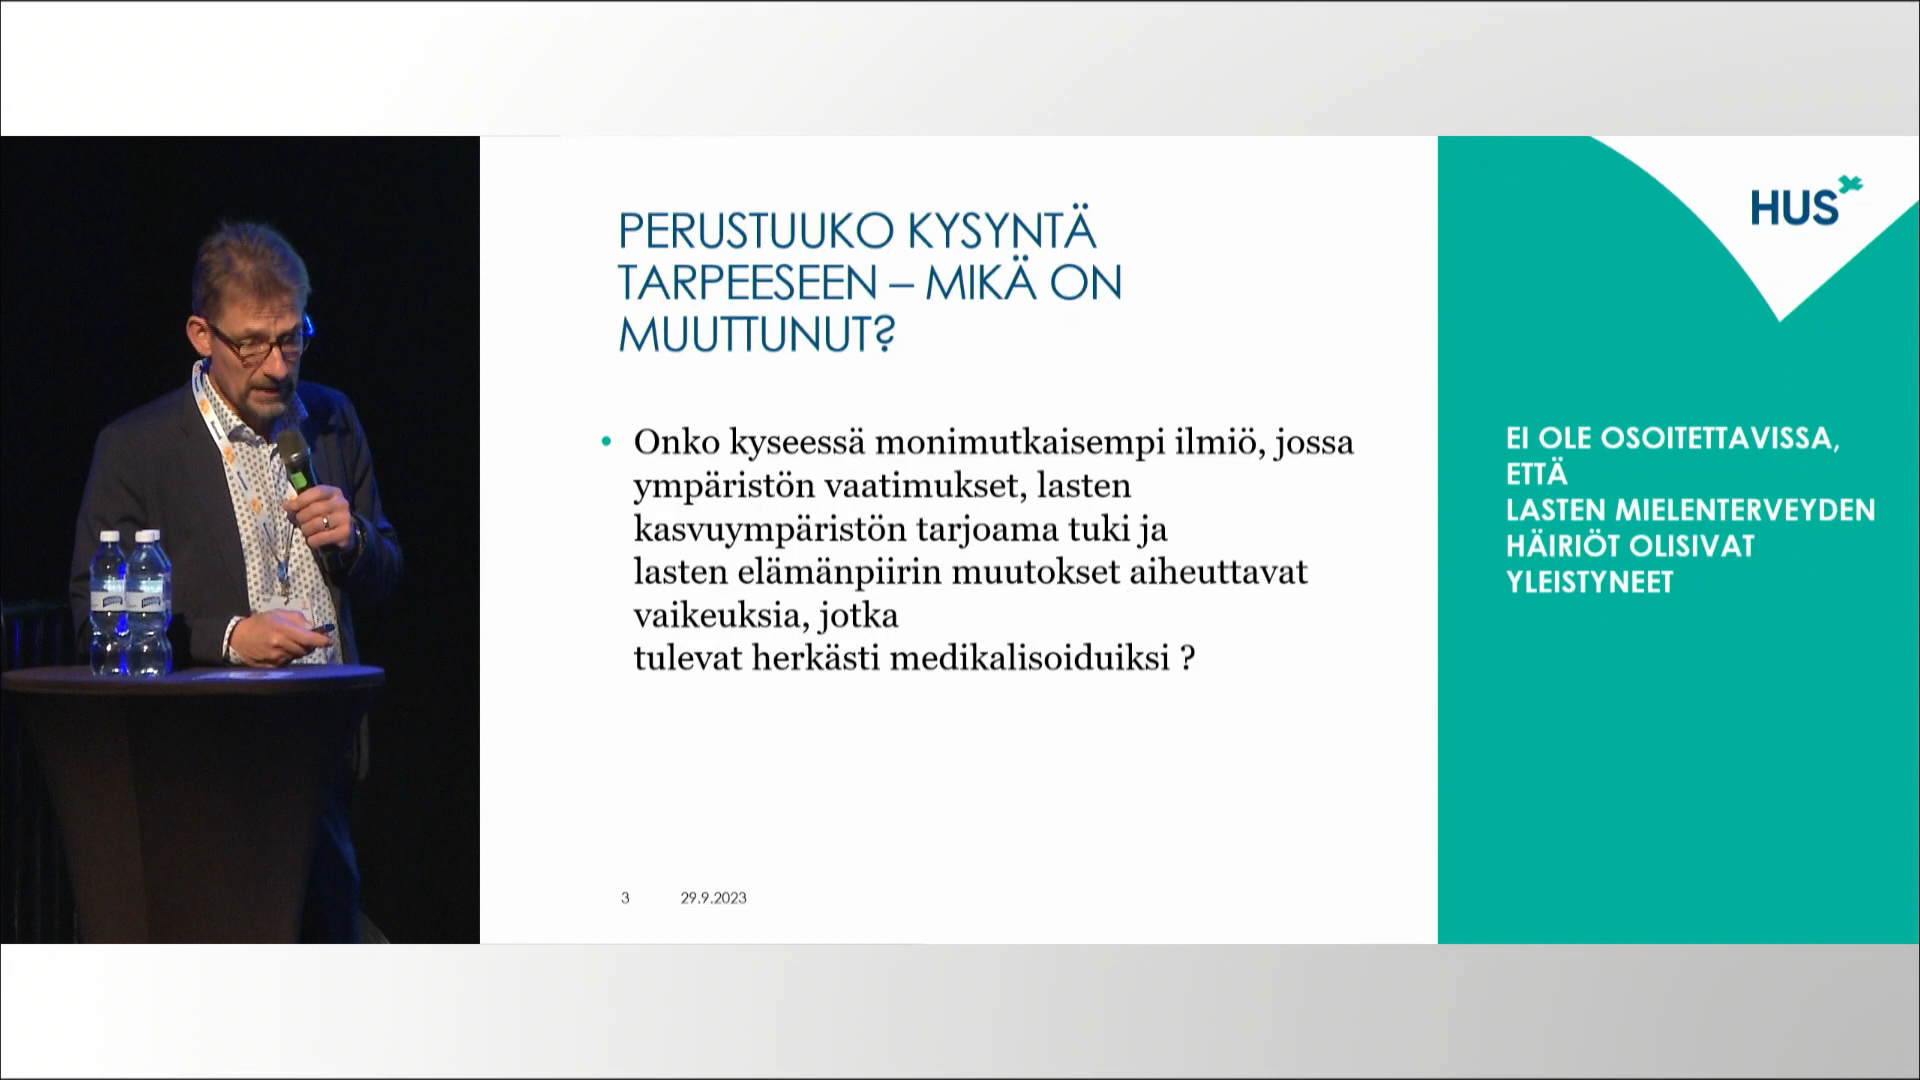 PERUSTUUKO KYSYNTÄ
TARPEESEEN – MIKÄ ON
MUUTTUNUT?
• Onko kyseessä monimutkaisempi ilmiö, jossa
ympäristön vaatimukset, lasten
kasvuympäristön tarjoama tuki ja
lasten elämänpiirin muutokset aiheuttavat
vaikeuksia, jotka
tulevat herkästi medikalisoiduiksi ?
3 29.9.2023
HUS
EI OLE OSOITETTAVISSA,
ETTÄ
LASTEN MIELENTERVEYDEN
HÄIRIÖT OLISIVAT
YLEISTYNEET